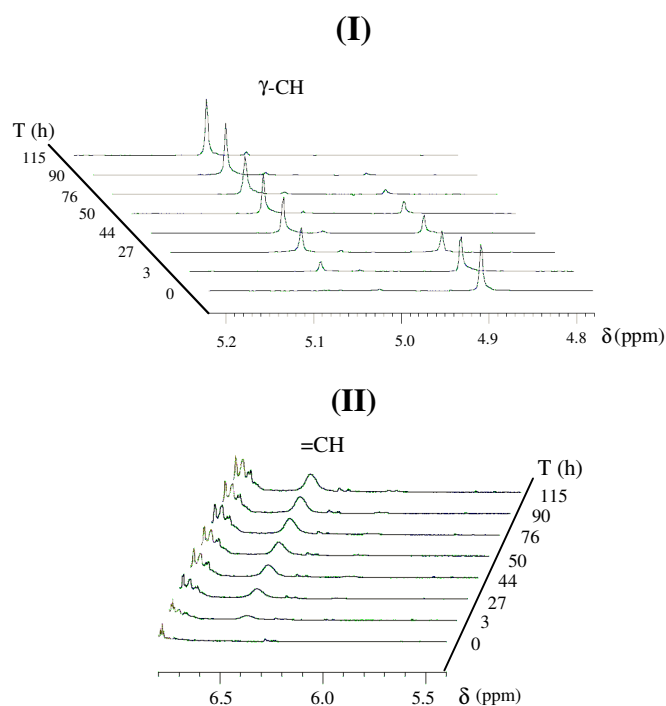 (I)
γ-CH
T (h)
115
90
76
50
44
27
3
0
5.2 5.1 5.0 4.9 4.8 δ (ppm)
(II)
=CH
T (h)
115
90
76
50
44
27
3
0
6.5 6.0 5.5 δ (ppm)